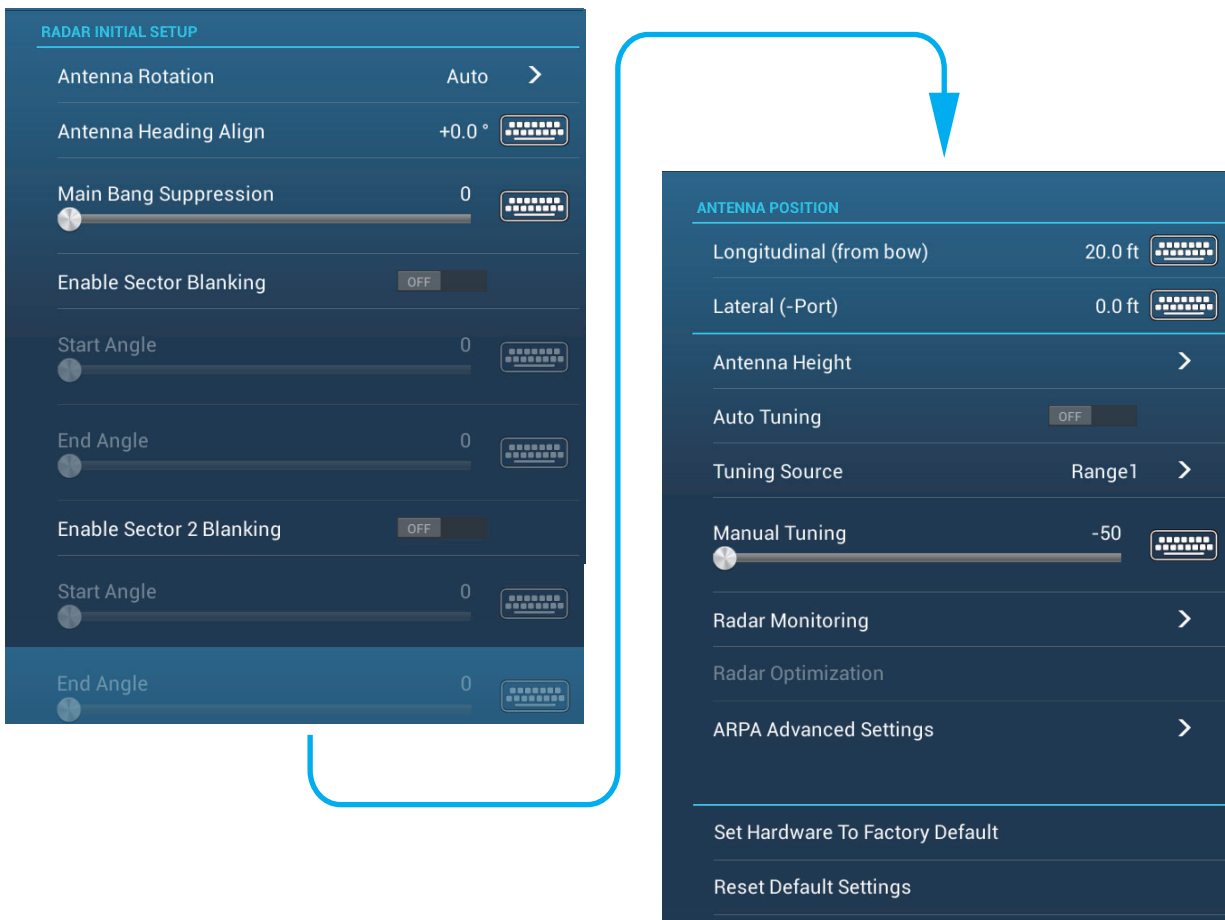 RADAR INITIAL SETUP
Antenna Rotation Auto
Antenna Heading Align +0.0 °
Main Bang Suppression 0
Enable Sector Blanking OFF
Start Angle 0
End Angle 0
Enable Sector 2 Blanking OFF
Start Angle 0
End Angle 0
ANTENNA POSITION
Longitudinal (from bow) 20.0 ft
Lateral (-Port) 0.0 ft
Antenna Height
Auto Tuning OFF
Tuning Source Range1
Manual Tuning -50
Radar Monitoring
Radar Optimization
ARPA Advanced Settings
Set Hardware To Factory Default
Reset Default Settings